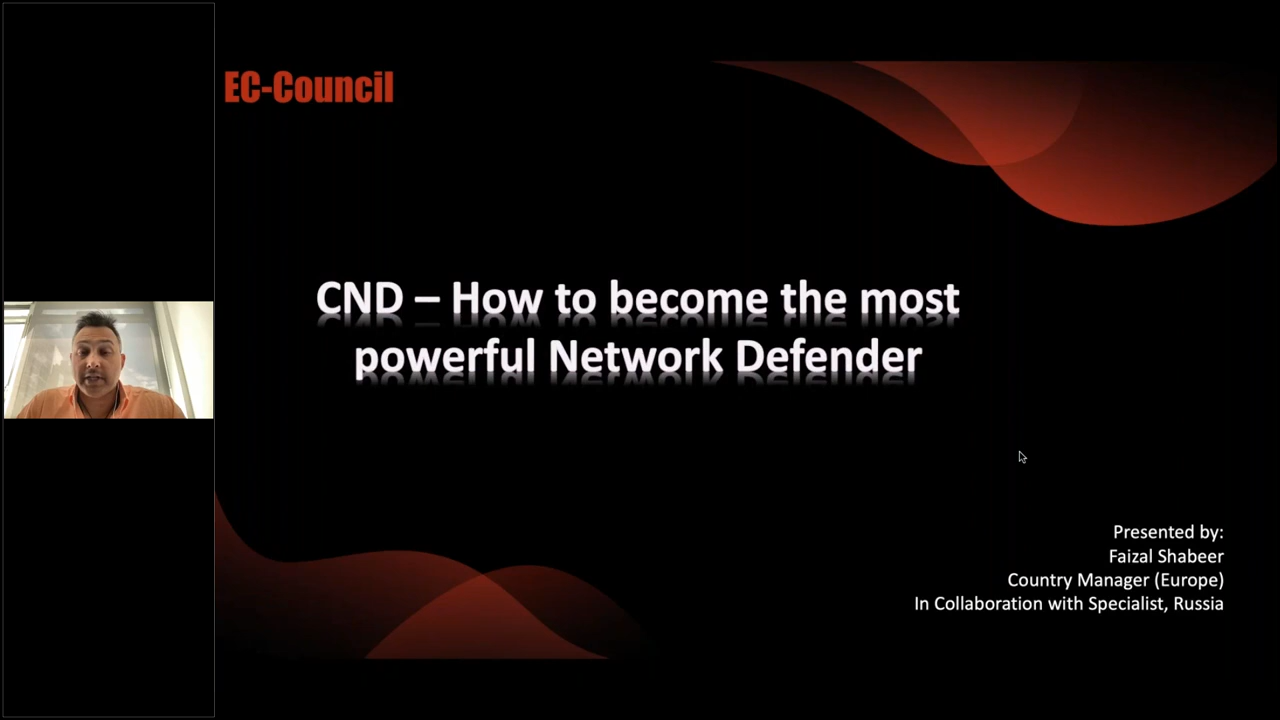 EC-Council
CND – How to become the most
powerful Network Defender
Presented by:
Faizal Shabeer
Country Manager (Europe)
In Collaboration with Specialist, Russia